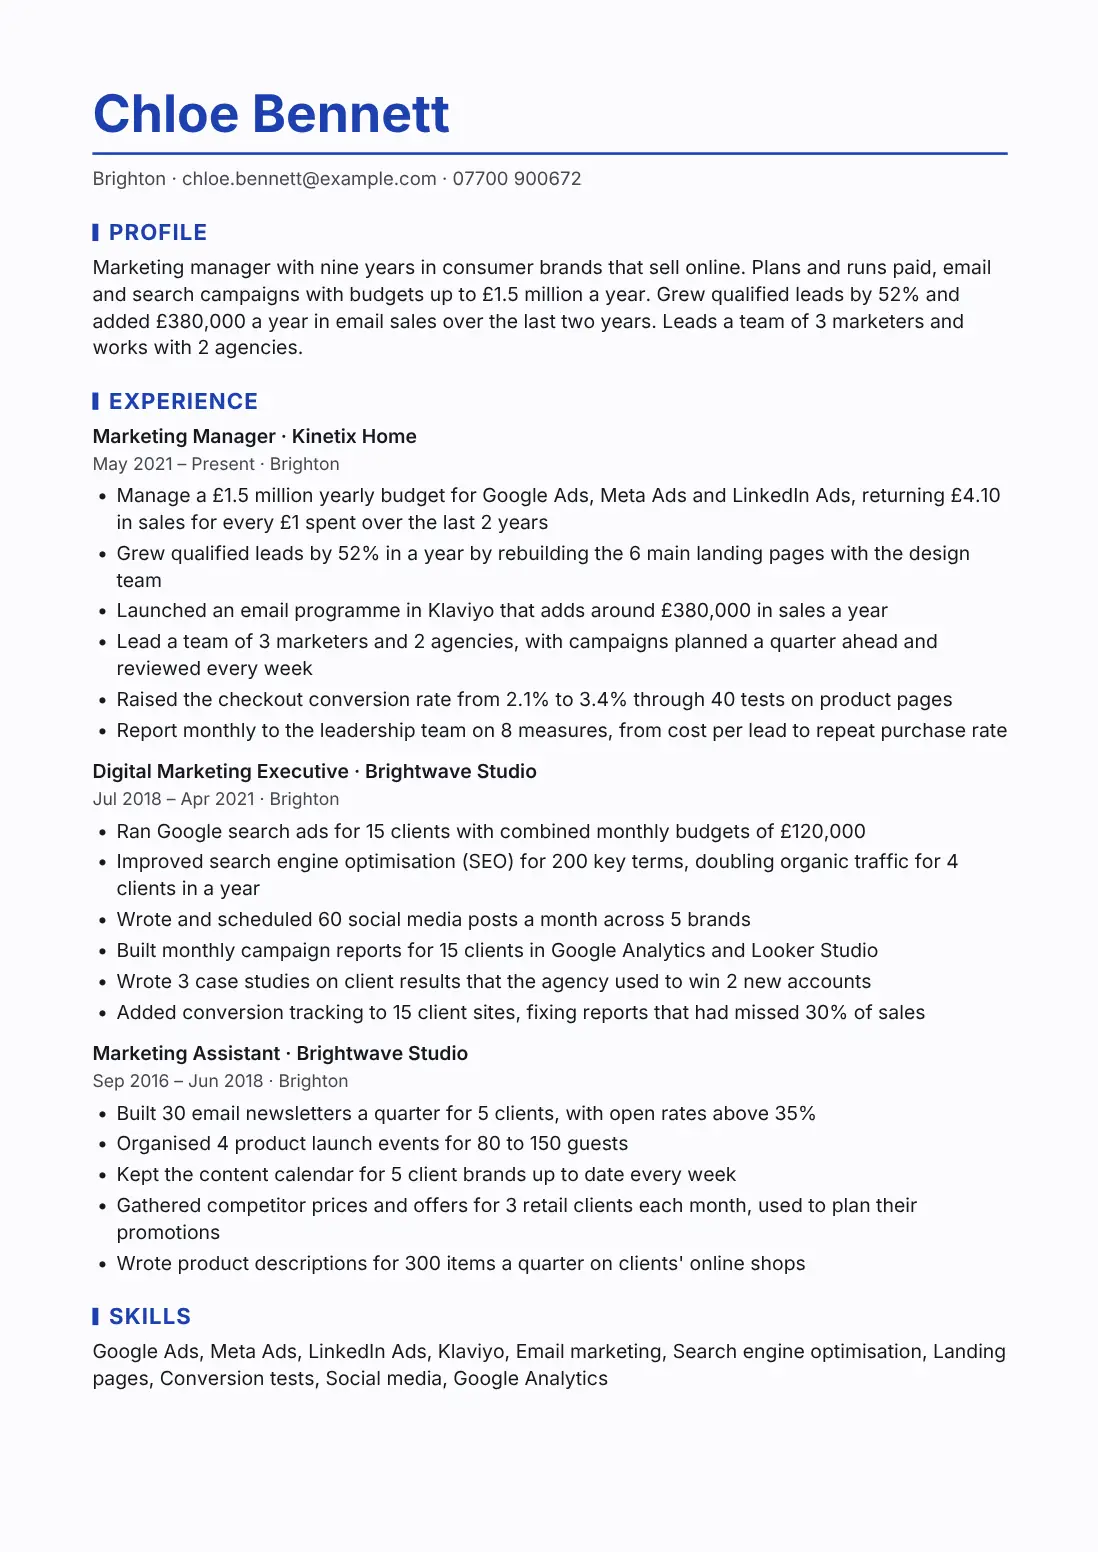 Chloe Bennett
Brighton · chloe.bennett@example.com · 07700 900672
PROFILE
Marketing manager with nine years in consumer brands that sell online. Plans and runs paid, email
and search campaigns with budgets up to £1.5 million a year. Grew qualified leads by 52% and
added £380,000 a year in email sales over the last two years. Leads a team of 3 marketers and
works with 2 agencies.
EXPERIENCE
Marketing Manager · Kinetix Home
May 2021 – Present · Brighton
• Manage a £1.5 million yearly budget for Google Ads, Meta Ads and LinkedIn Ads, returning £4.10
in sales for every £1 spent over the last 2 years
• Grew qualified leads by 52% in a year by rebuilding the 6 main landing pages with the design
team
• Launched an email programme in Klaviyo that adds around £380,000 in sales a year
• Lead a team of 3 marketers and 2 agencies, with campaigns planned a quarter ahead and
reviewed every week
• Raised the checkout conversion rate from 2.1% to 3.4% through 40 tests on product pages
• Report monthly to the leadership team on 8 measures, from cost per lead to repeat purchase rate
Digital Marketing Executive · Brightwave Studio
Jul 2018 – Apr 2021 · Brighton
• Ran Google search ads for 15 clients with combined monthly budgets of £120,000
• Improved search engine optimisation (SEO) for 200 key terms, doubling organic traffic for 4
clients in a year
• Wrote and scheduled 60 social media posts a month across 5 brands
• Built monthly campaign reports for 15 clients in Google Analytics and Looker Studio
• Wrote 3 case studies on client results that the agency used to win 2 new accounts
• Added conversion tracking to 15 client sites, fixing reports that had missed 30% of sales
Marketing Assistant · Brightwave Studio
Sep 2016 – Jun 2018 · Brighton
• Built 30 email newsletters a quarter for 5 clients, with open rates above 35%
• Organised 4 product launch events for 80 to 150 guests
• Kept the content calendar for 5 client brands up to date every week
• Gathered competitor prices and offers for 3 retail clients each month, used to plan their
promotions
• Wrote product descriptions for 300 items a quarter on clients' online shops
SKILLS
Google Ads, Meta Ads, LinkedIn Ads, Klaviyo, Email marketing, Search engine optimisation, Landing
pages, Conversion tests, Social media, Google Analytics